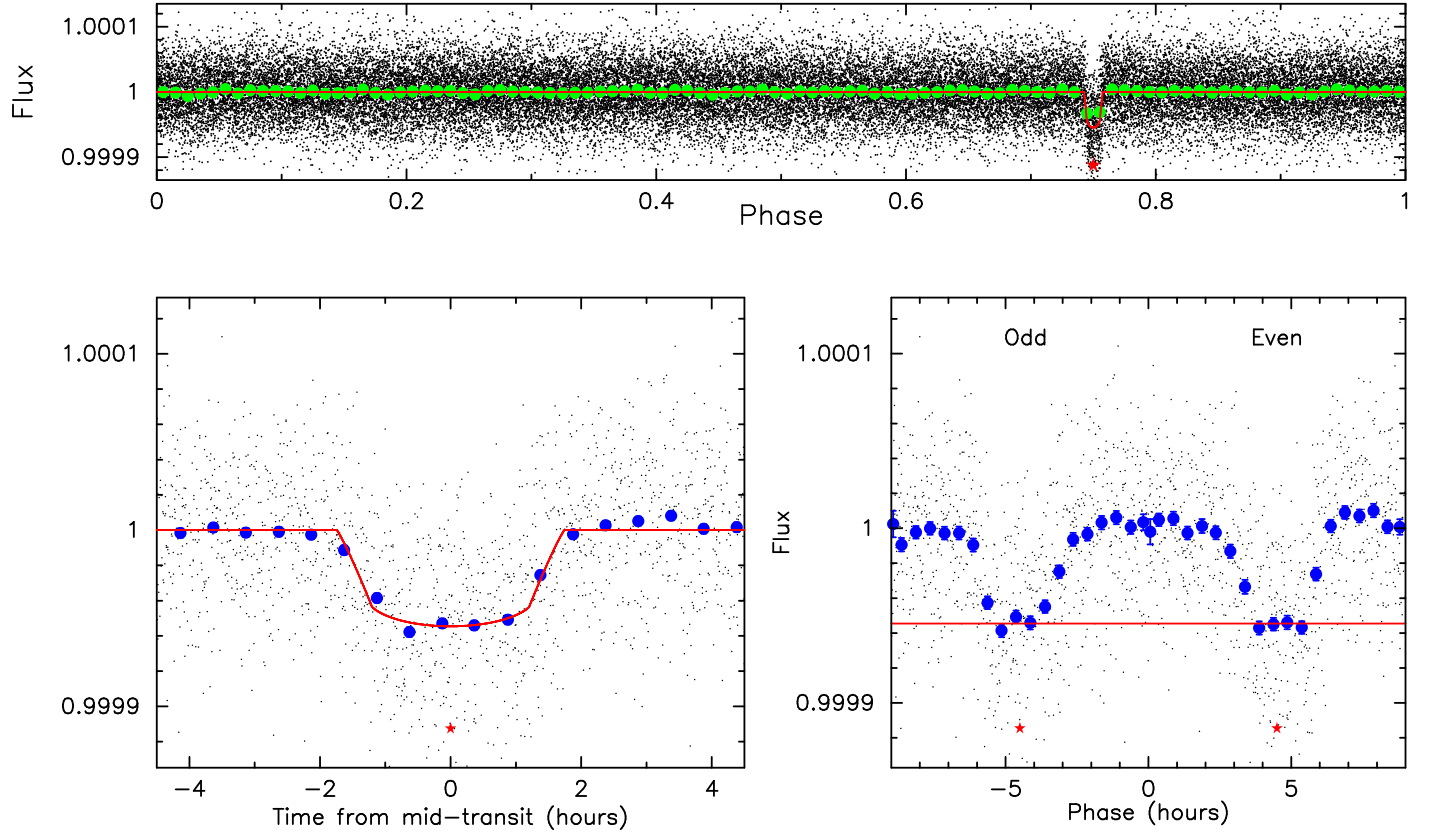 Flux
1.0001
1
0.9999
0 0.2 0.4 0.6 0.8 1
Phase
1.0001
1
0.9999
−4 −2 0 2 4
Time from mid−transit (hours)
Odd Even
Flux
1.0001
1
0.9999
−5 0 5
Phase (hours)